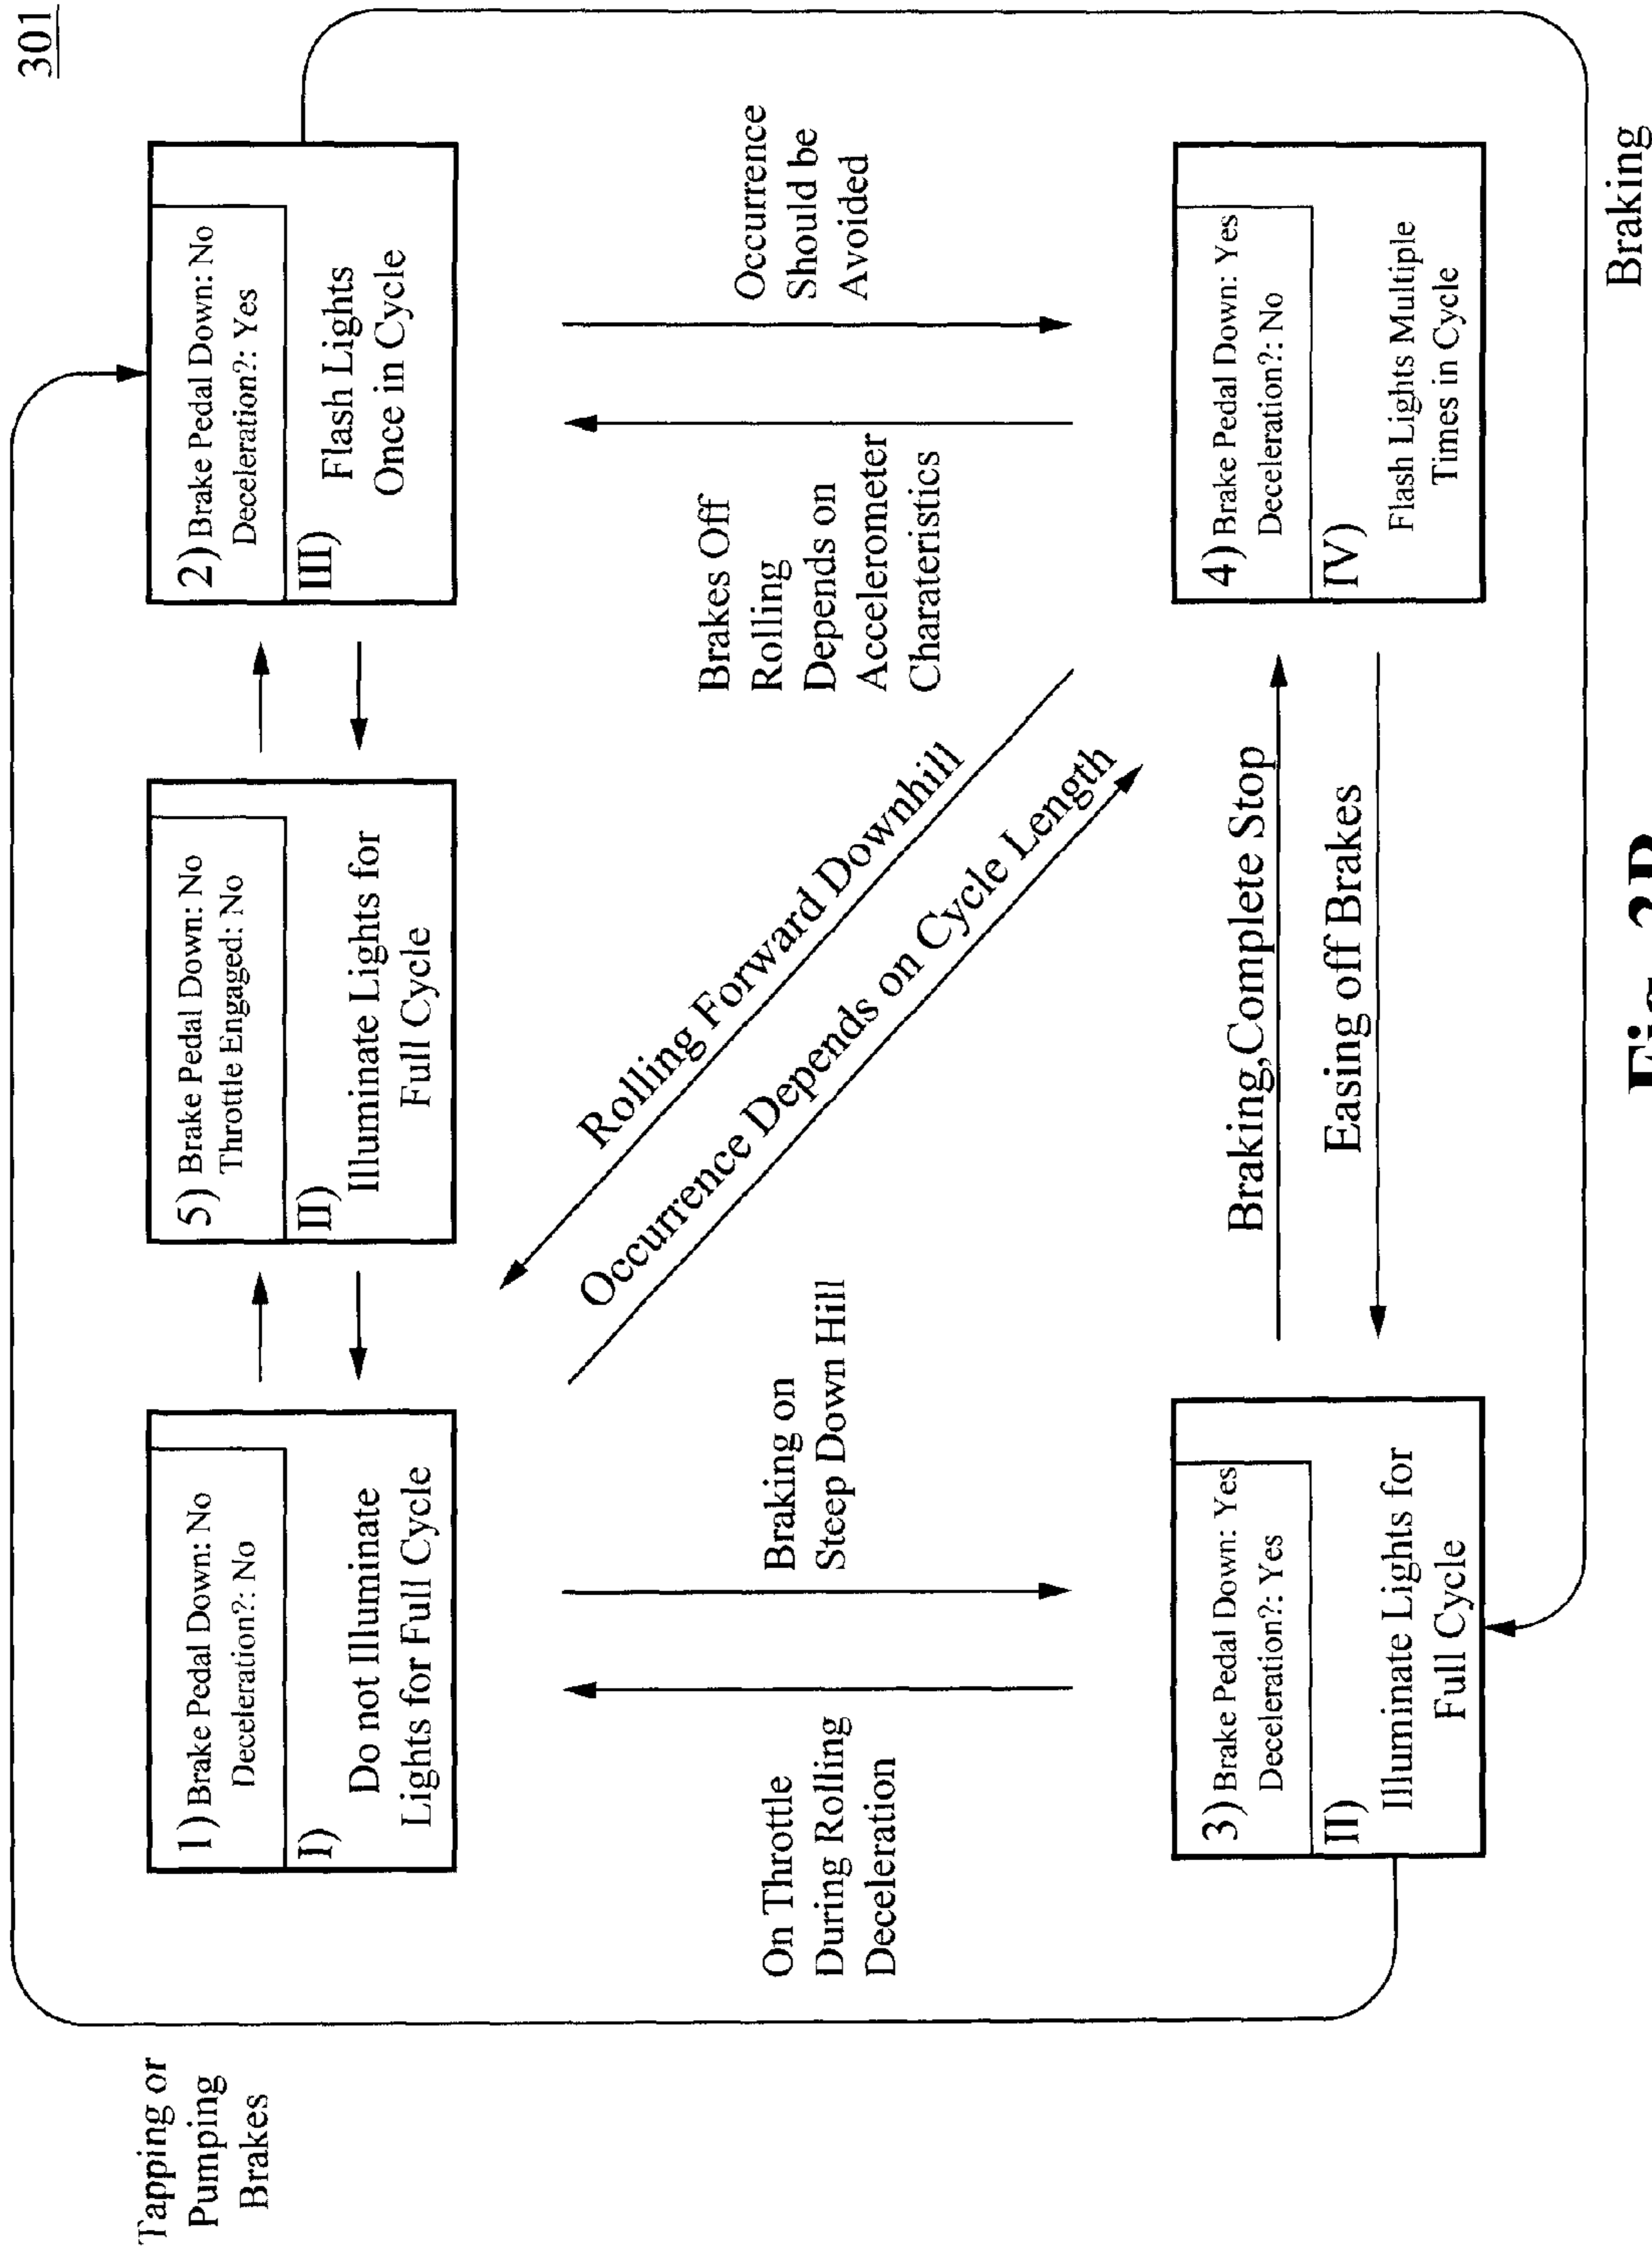 301
Tapping or
Pumping
Brakes
1) Brake Pedal Down: No
Deceleration?: No
I)
Do not Illuminate
Lights for Full Cycle
5) Brake Pedal Down: No
Throttle Engaged: No
II)
Illuminate Lights for
Full Cycle
2) Brake Pedal Down: No
Deceleration?: Yes
III)
Flash Lights
Once in Cycle
On Throttle
During Rolling
Deceleration
Braking on
Steep Down Hill
Rolling Forward Downhill
Occurrence Depends on Cycle Length
Brakes Off
Rolling
Depends on
Accelerometer
Charateristics
Occurrence
Should be
Avoided
3) Brake Pedal Down: Yes
Deceleration?: Yes
II)
Illuminate Lights for
Full Cycle
Braking,Complete Stop
Easing off Brakes
4) Brake Pedal Down: Yes
Deceleration?: No
IV)
Flash Lights Multiple
Times in Cycle
Braking